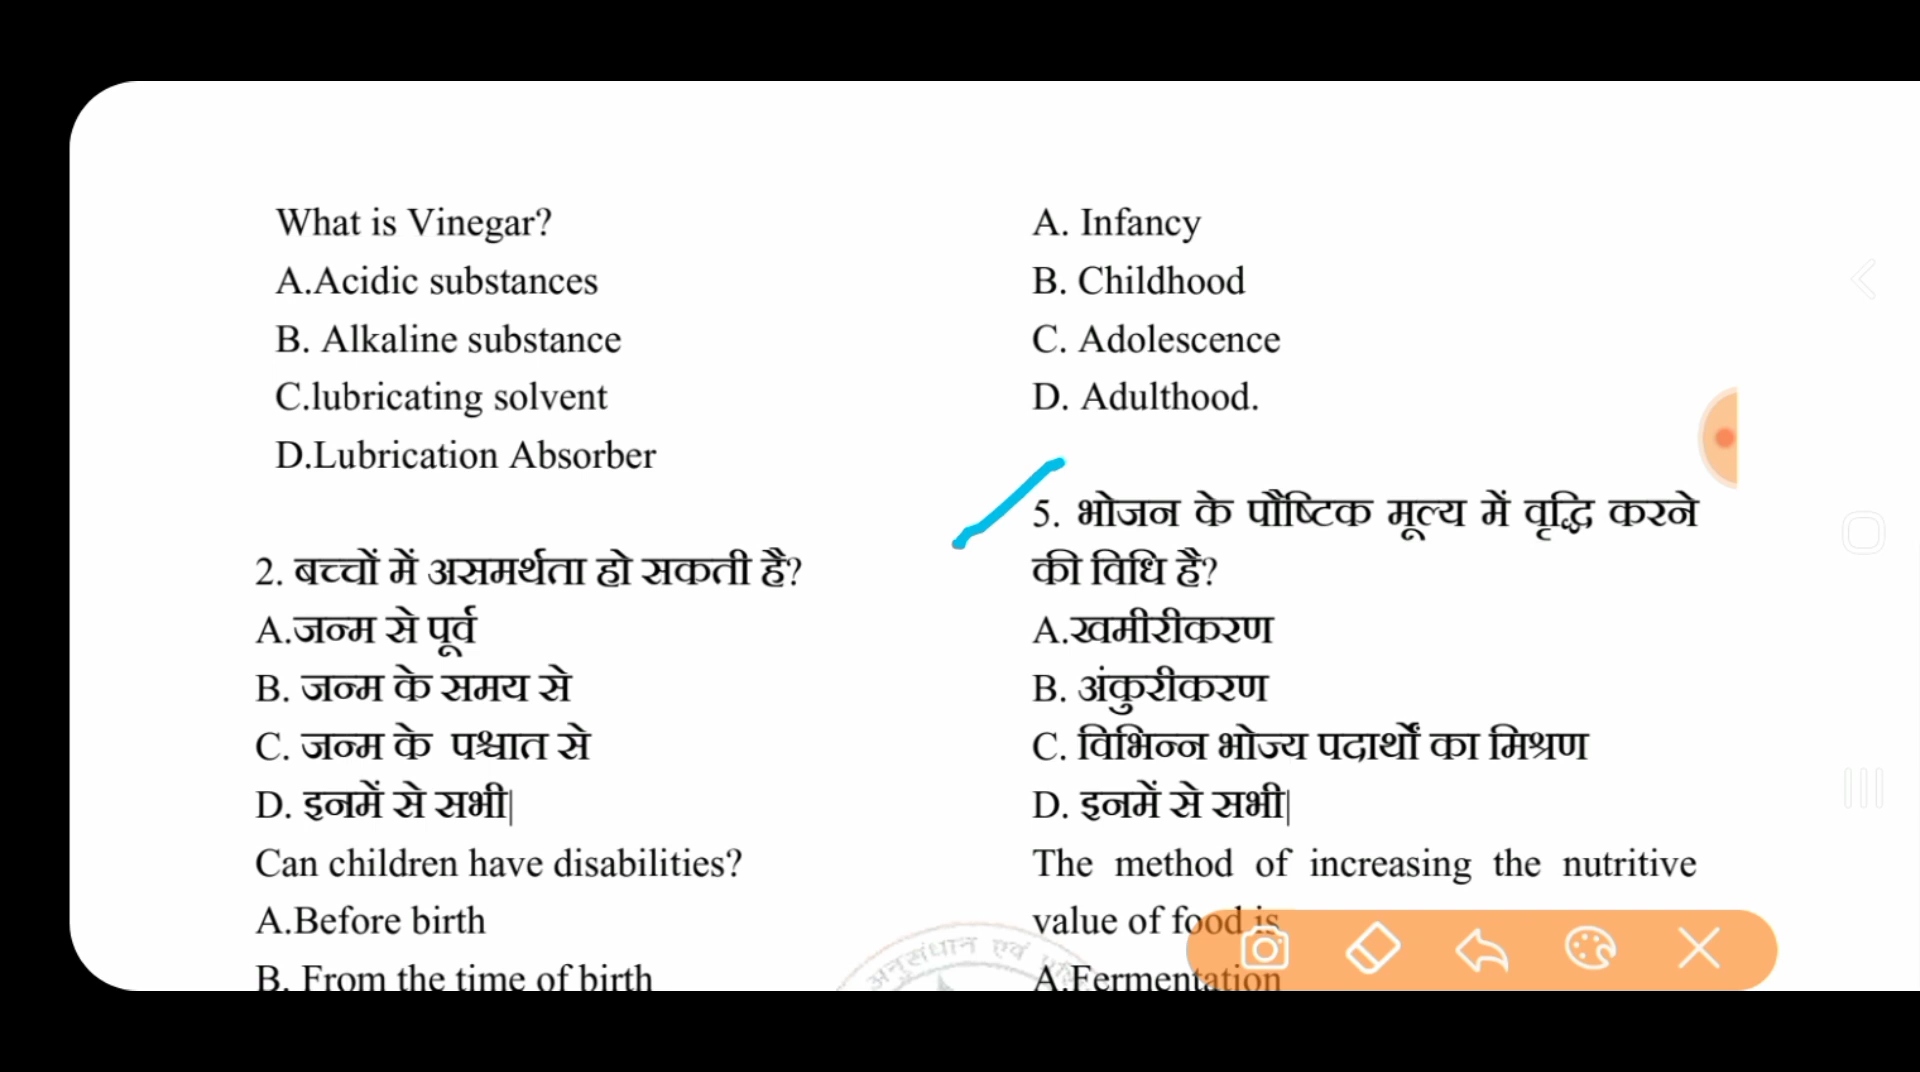 What is Vinegar?
A.Acidic substances
B. Alkaline substance
C.lubricating solvent
D.Lubrication Absorber
2. बच्चों में असमर्थता हो सकती है?
A.जन्म से पूर्व
B. जन्म के समय से
C. जन्म के पश्चात से
D. इनमें से सभी|
Can children have disabilities?
A.Before birth
B. From the time of birth
A. Infancy
B. Childhood
C. Adolescence
D. Adulthood.
5. भोजन के पौष्टिक मूल्य में वृद्धि करने
की विधि है?
A.खमीरीकरण
B. अंकुरीकरण
C. विभिन्न भोज्य पदार्थों का मिश्रण
D. इनमें से सभी|
The method of increasing the nutritive
value of food is
A.Fermentation
अनुसंधान एवं